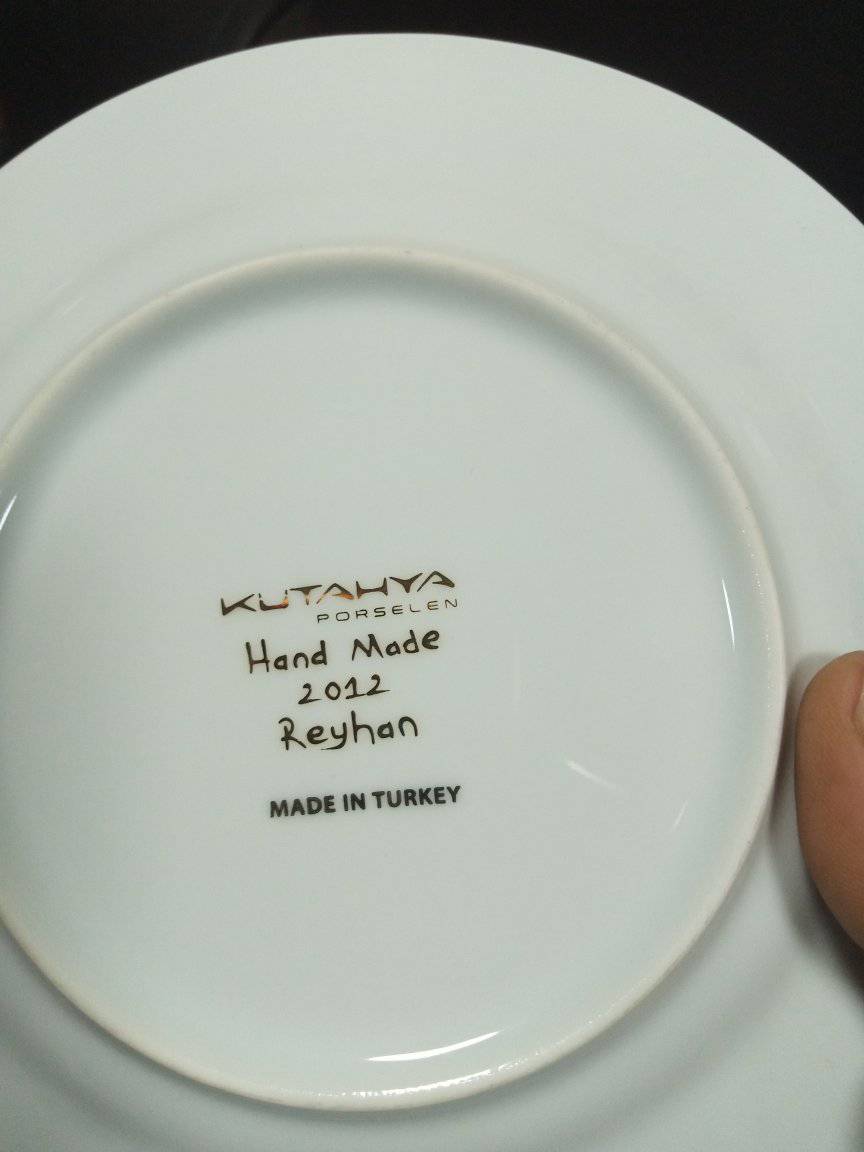 KUTAHYA
PORSELEN
Hand Made
2012
Reyhan
MADE IN TURKEY